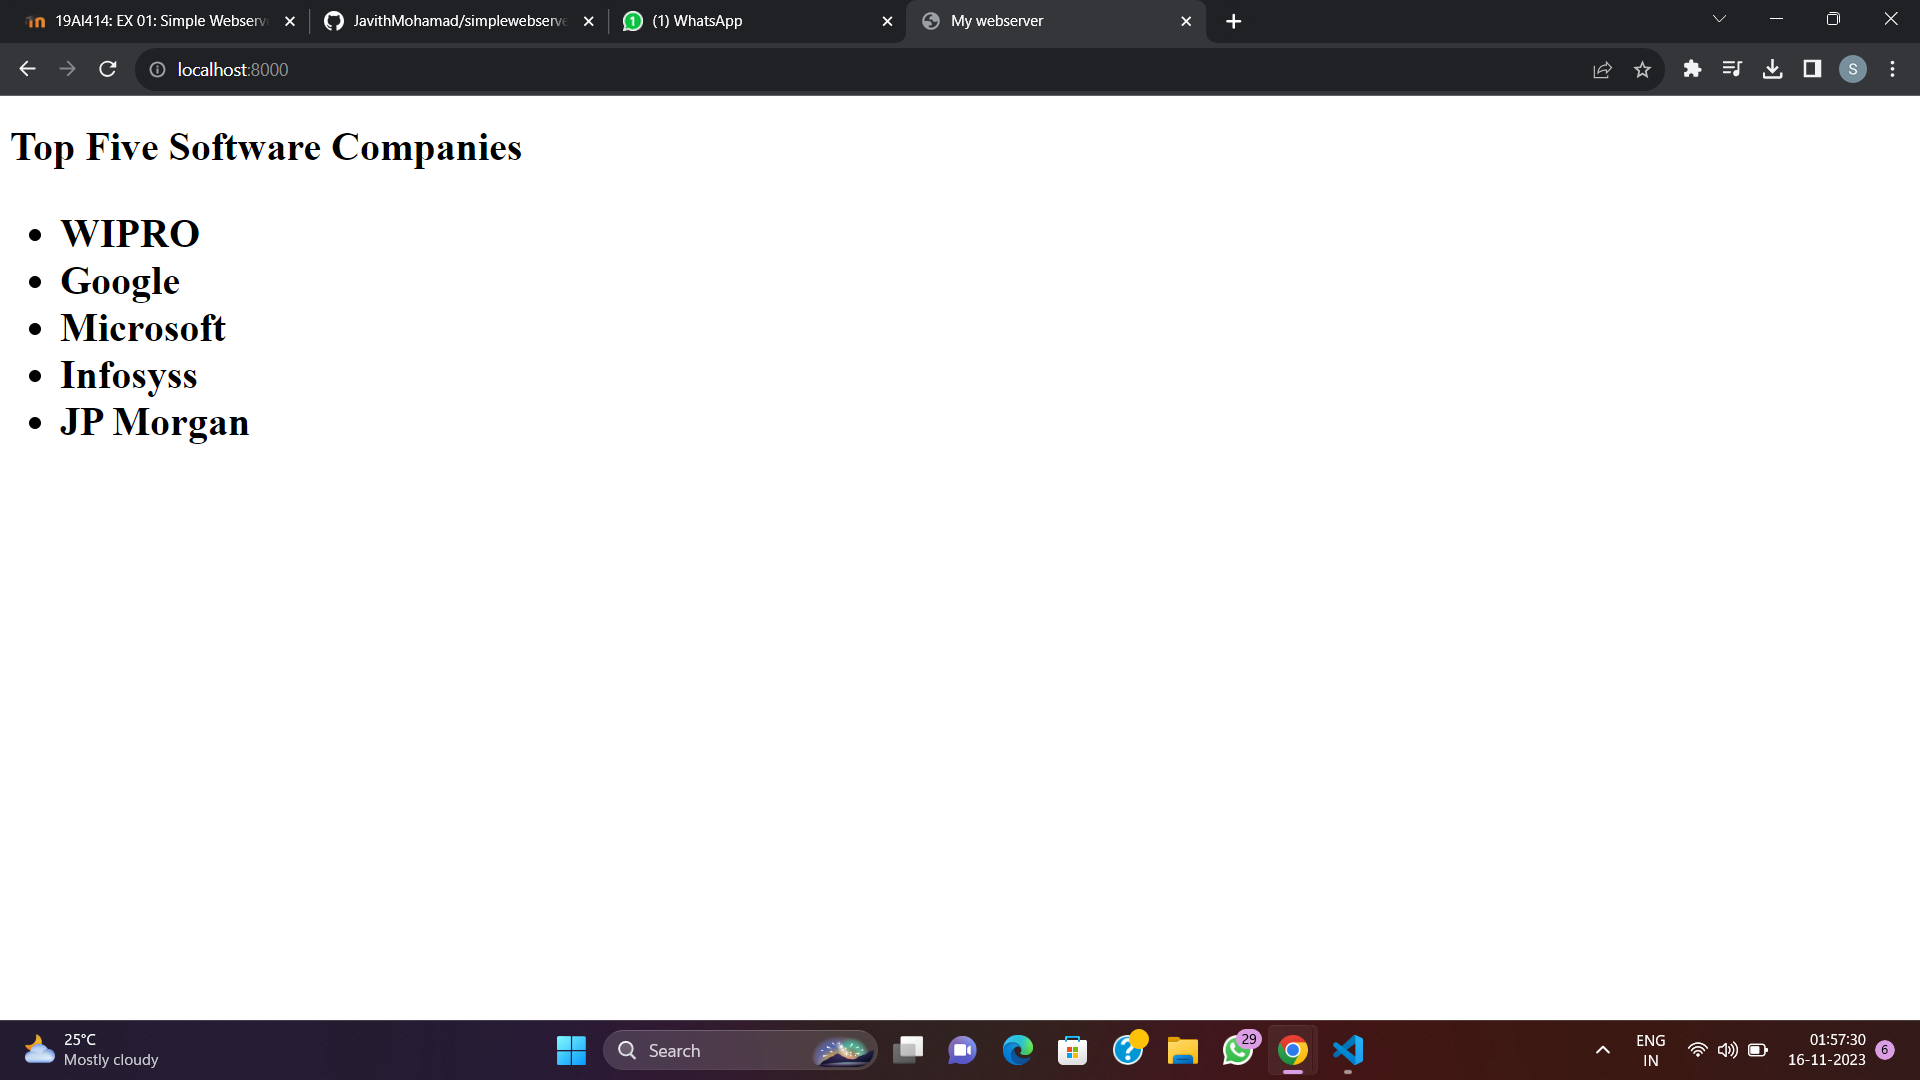 19AI414: EX 01: Simple Webserv
JavithMohamad/simplewebserve
(1) WhatsApp
My webserver
localhost:8000
S
Top Five Software Companies
WIPRO
Google
Microsoft
Infosyss
JP Morgan
25°C
Mostly cloudy
Search
29
ENG
IN
01:57:30
16-11-2023
6